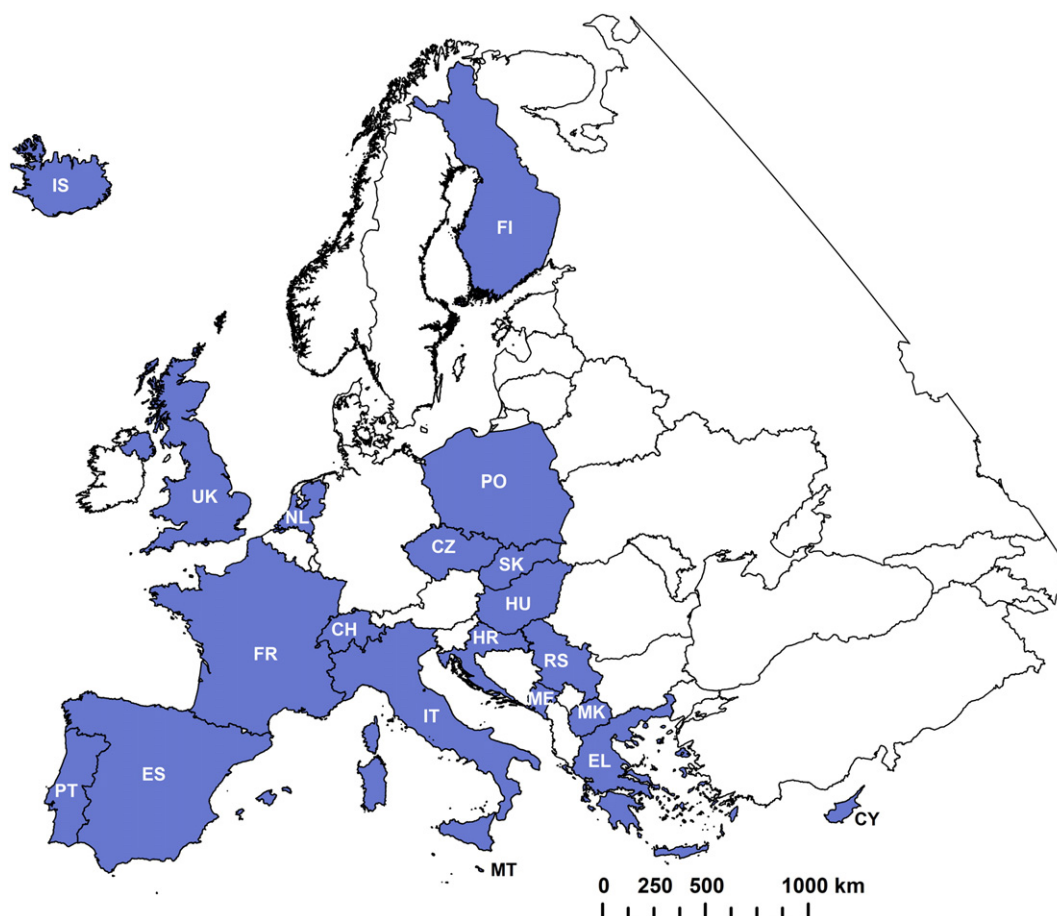 IS
FI
UK
NL
PO
CZ
SK
HU
CH
HR
FR
RS
ME
MK
IT
EL
ES
PT
CY
MT
0 250 500 1000 km